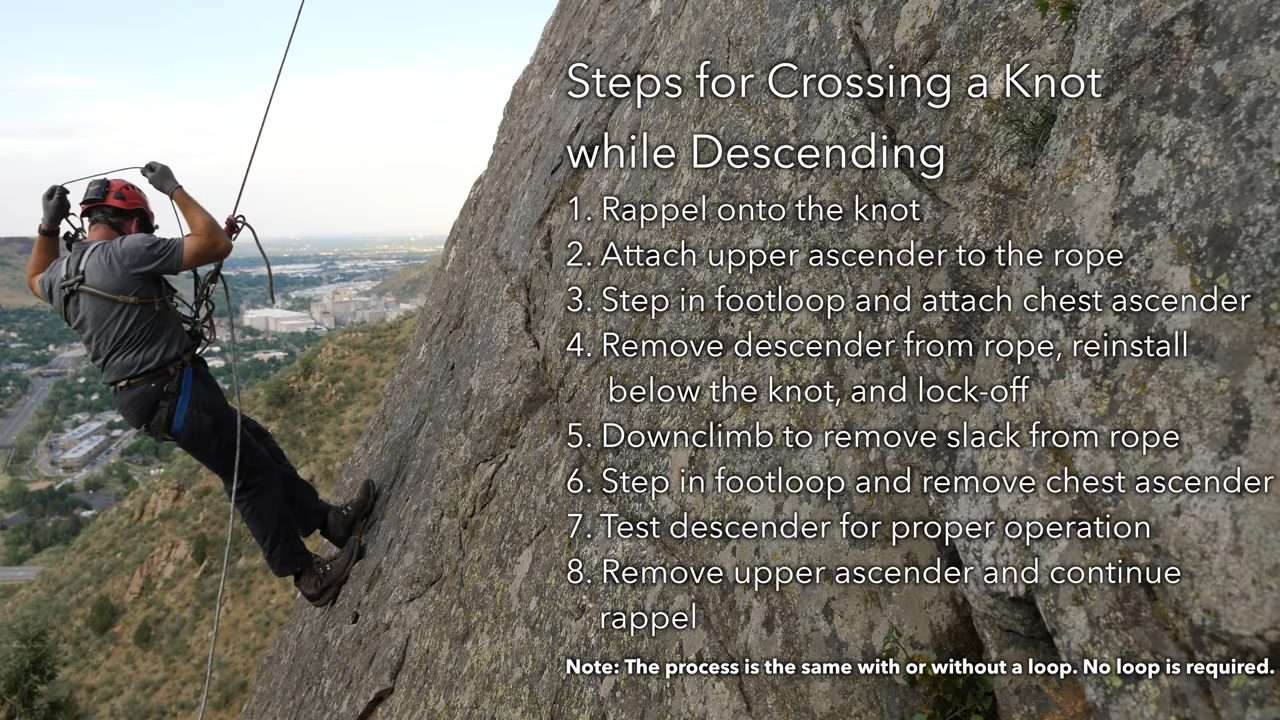 Steps for Crossing a Knot
while Descending
1. Rappel onto the knot
2. Attach upper ascender to the rope
3. Step in footloop and attach chest ascender
4. Remove descender from rope, reinstall
below the knot, and lock-off
5. Downclimb to remove slack from rope
6. Step in footloop and remove chest ascender
7. Test descender for proper operation
8. Remove upper ascender and continue
rappel
Note: The process is the same with or without a loop. No loop is required.